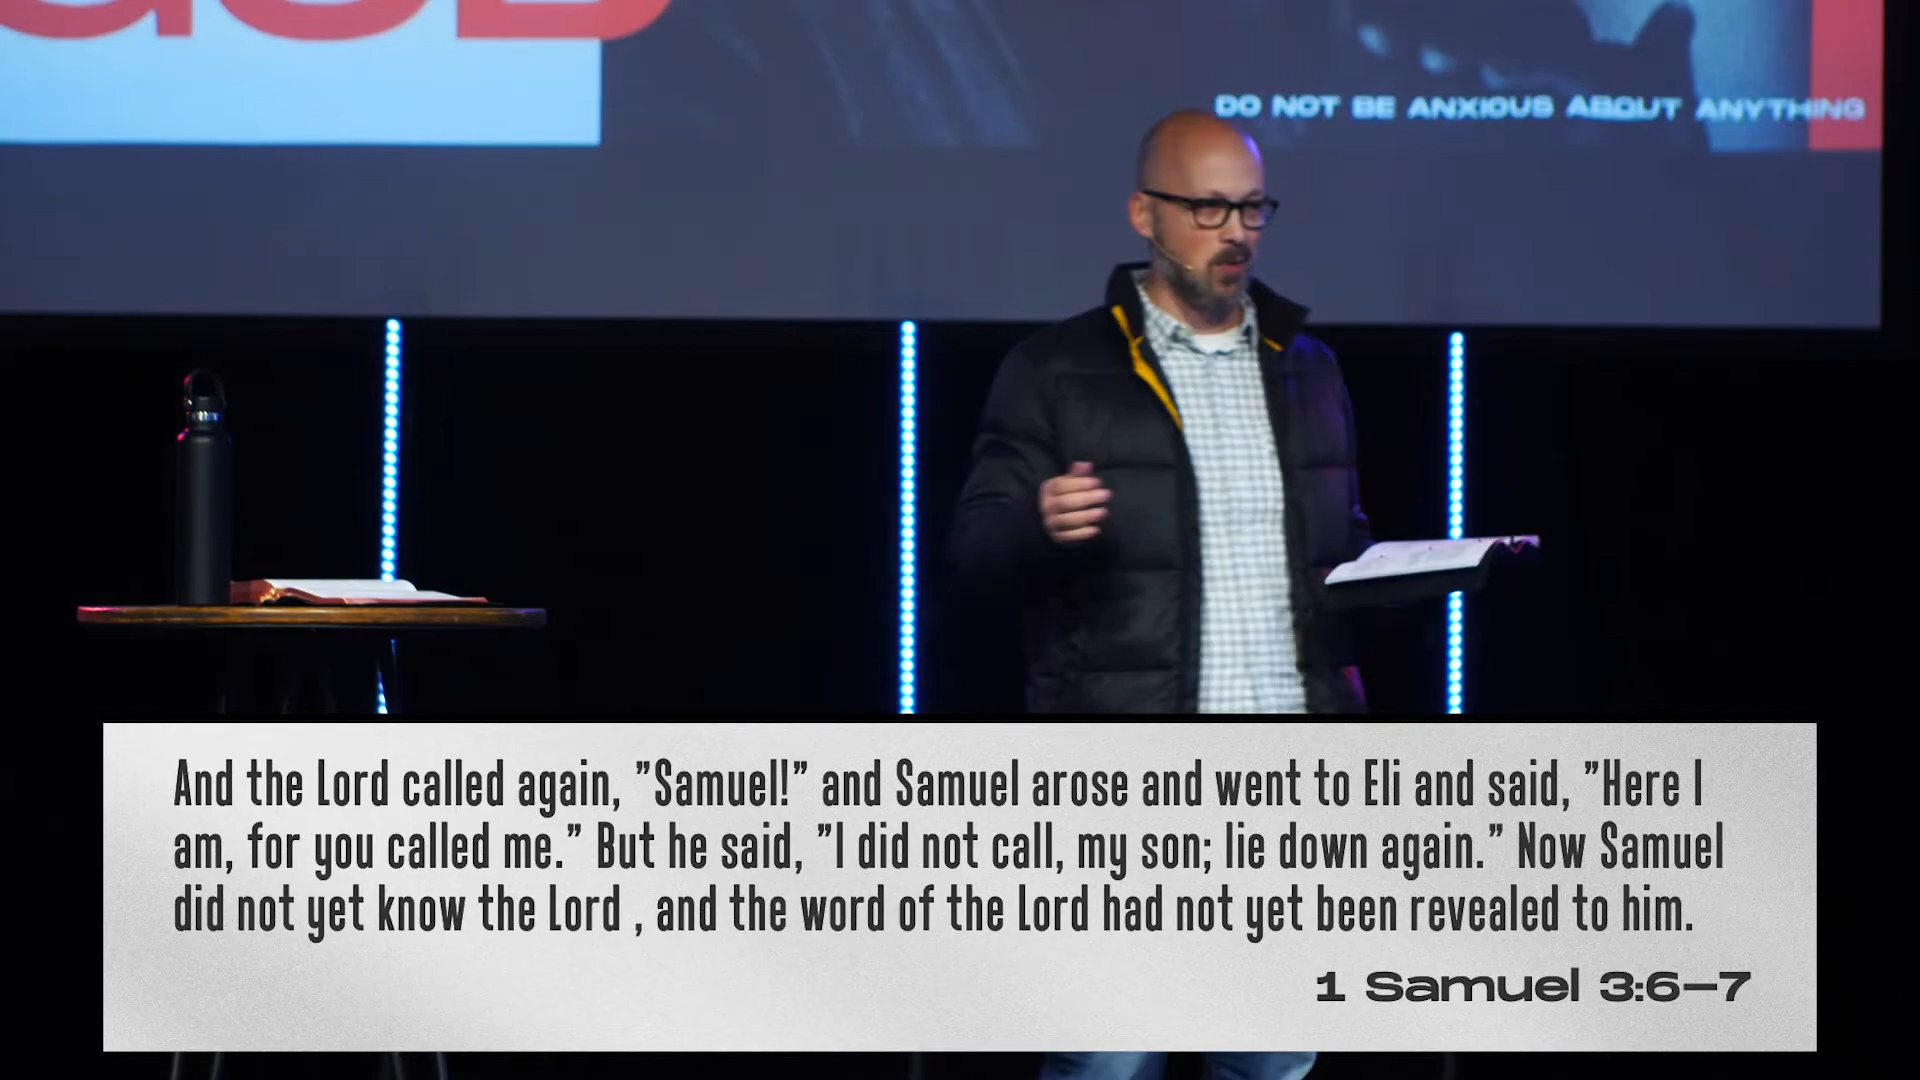 DO NOT BE ANXIOUS ABOUT ANYTHING
And the Lord called again, ”Samuel!” and Samuel arose and went to Eli and said, ”Here I
am, for you called me.” But he said, ”I did not call, my son; lie down again.” Now Samuel
did not yet know the Lord , and the word of the Lord had not yet been revealed to him.
1 Samuel 3:6–7